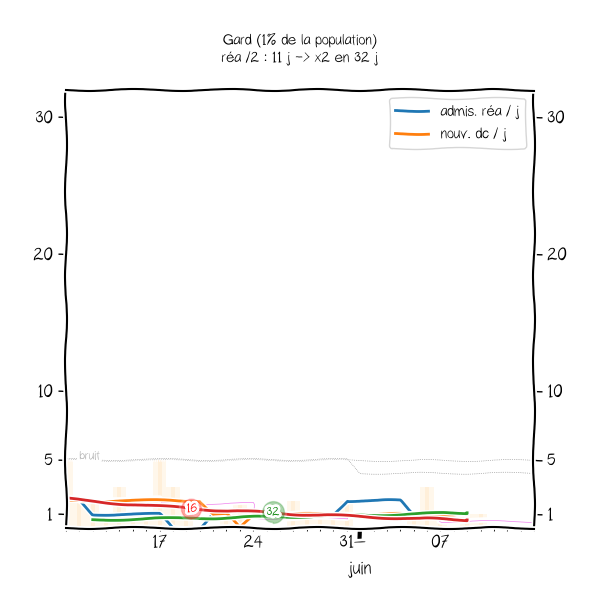 Gard (1% de la population)
réa /2 : 11 j -> x2 en 32 j
admis. réa / j
nouv. dc / j
30
30
20
20
10
10
5
5
bruit
1
1
16
32
17
24
31
07
juin